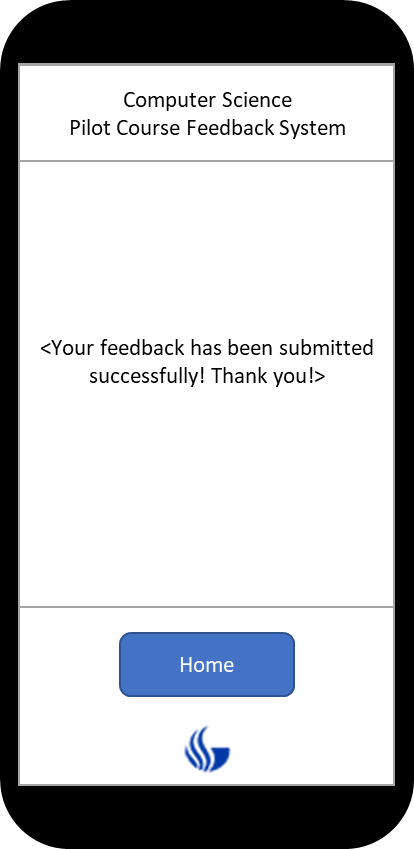 Computer Science
Pilot Course Feedback System
<Your feedback has been submitted
successfully! Thank you!>
Home